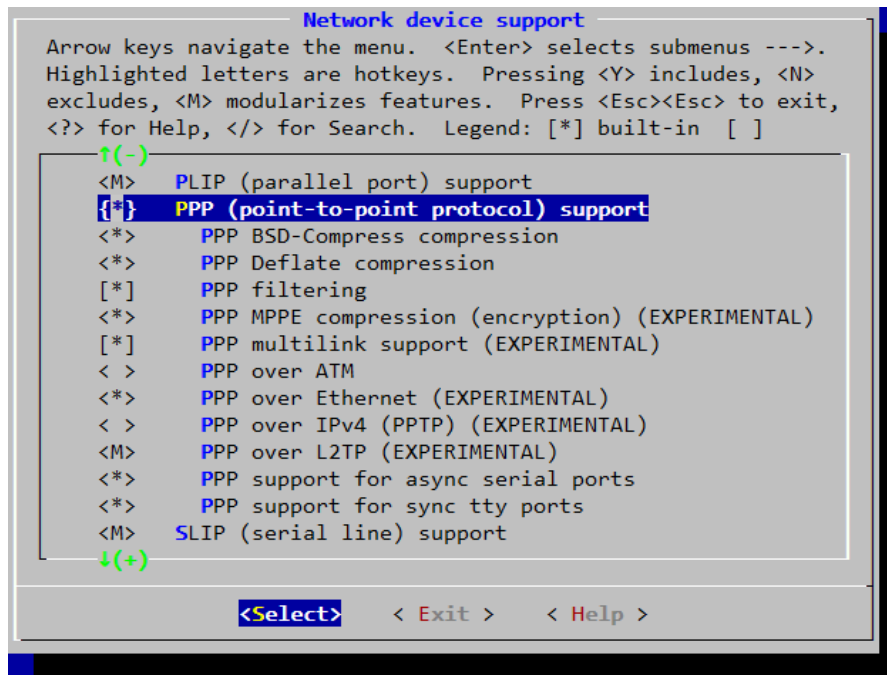 Network device support
Arrow keys navigate the menu.  <Enter> selects submenus --->.
Highlighted letters are hotkeys.  Pressing <Y> includes, <N>
excludes, <M> modularizes features.  Press <Esc><Esc> to exit,
<?> for Help, </> for Search.  Legend: [*] built-in  [ ]
↑(-)
<M>   PLIP (parallel port) support
{*}   PPP (point-to-point protocol) support
<*>     PPP BSD-Compress compression
<*>     PPP Deflate compression
[*]     PPP filtering
<*>     PPP MPPE compression (encryption) (EXPERIMENTAL)
[*]     PPP multilink support (EXPERIMENTAL)
< >     PPP over ATM
<*>     PPP over Ethernet (EXPERIMENTAL)
< >     PPP over IPv4 (PPTP) (EXPERIMENTAL)
<M>     PPP over L2TP (EXPERIMENTAL)
<*>     PPP support for async serial ports
<*>     PPP support for sync tty ports
<M>   SLIP (serial line) support
↓(+)
<Select>    < Exit >    < Help >